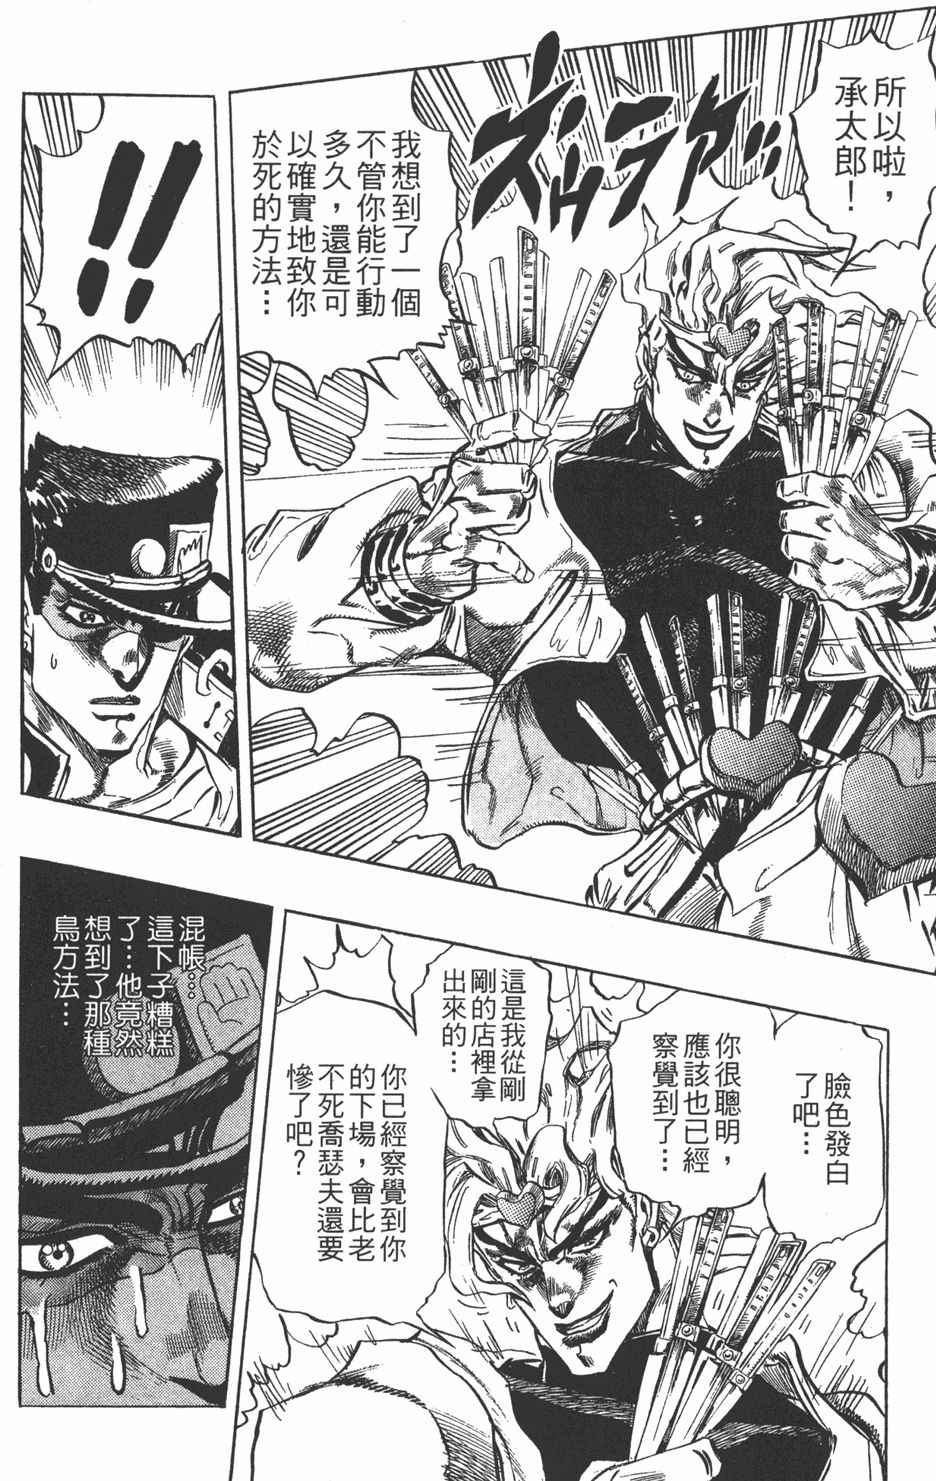 所以啦，
承太郎！
ズラアッ
我想到了一個
不管你能行動
多久，還是可
以確實地致你
於死的方法…
!!
臉色發白
了吧…
你很聰明，
應該也已經
察覺到了…
這是我從剛
剛的店裡拿
出來的…
你已經察覺到你
的下場，會比老
不死喬瑟夫還要
慘了吧？
混帳…
這下子糟糕
了…他竟然
想到了那種
鳥方法…